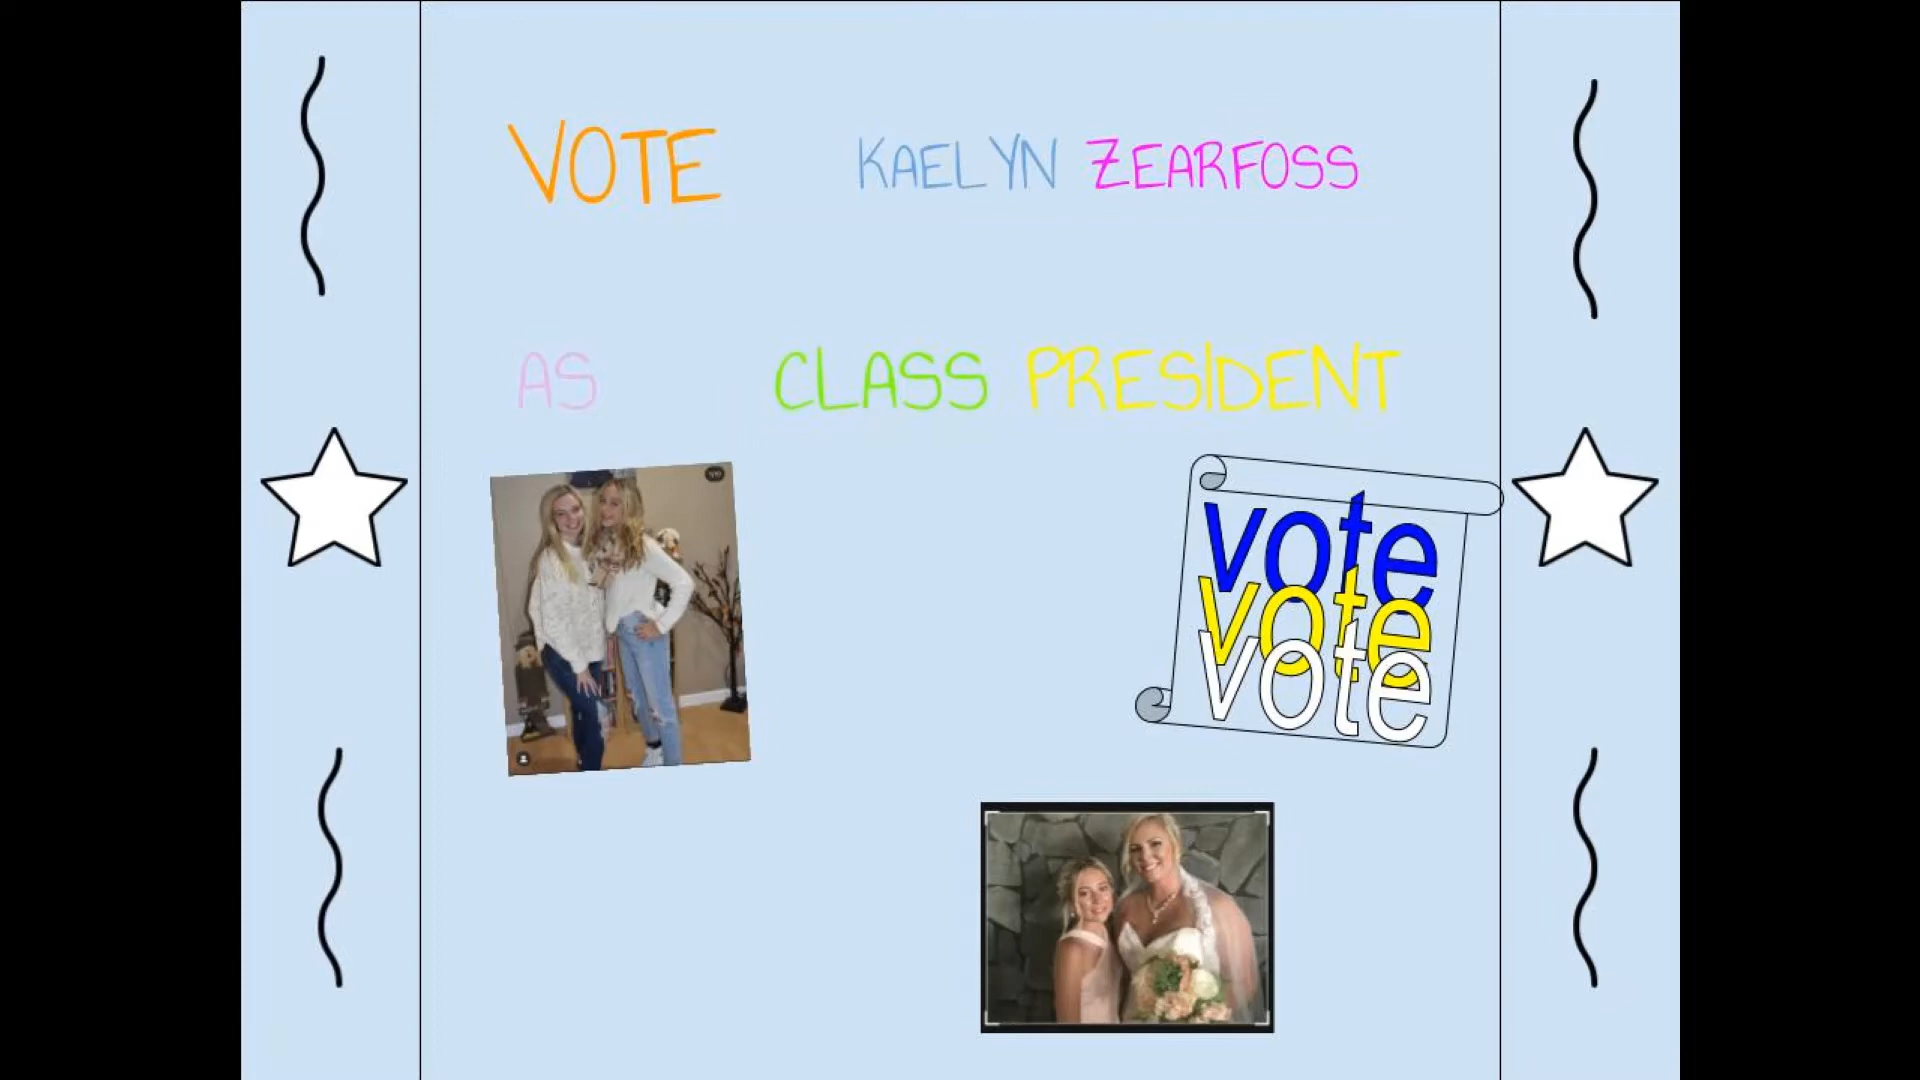 VOTE KAELYN ZEARFOSS
AS CLASS PRESIDENT
vote
vote
vote